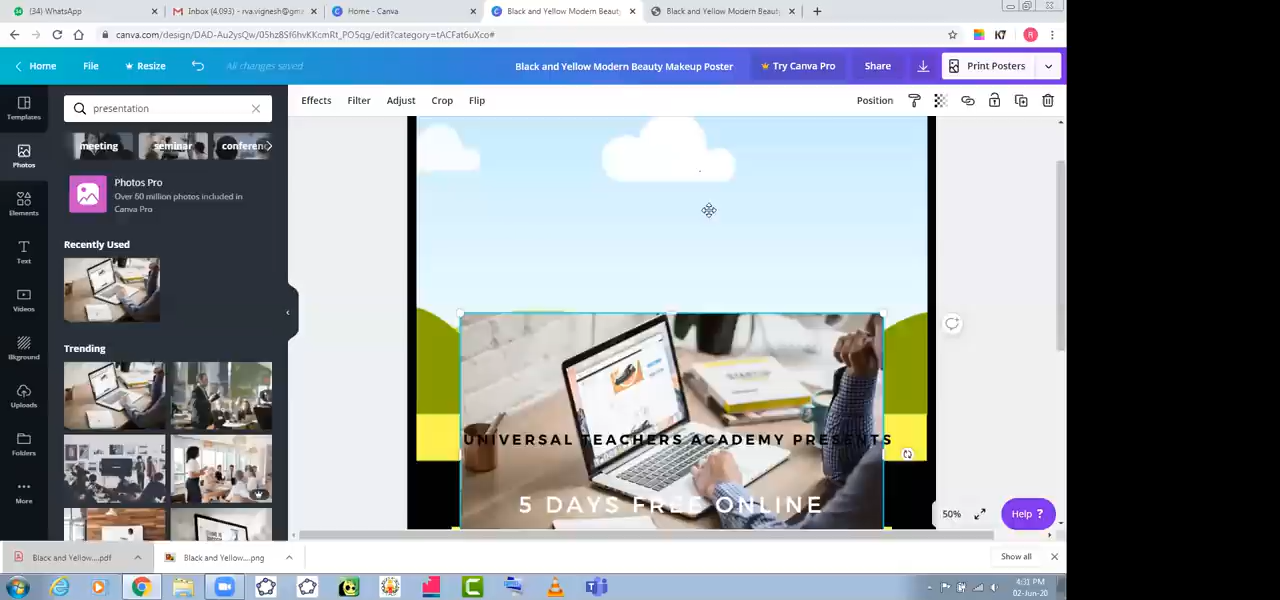 (34) WhatsApp
Inbox (4,093) - rva.vignesh@gma
Home - Canva
Black and Yellow Modern Beauty
Black and Yellow Modern Beauty
canva.com/design/DAD-Au2ysQw/05hz8Sf6hvKKcmRt_PO5qg/edit?category=tACFat6uXco#
Home
File
Resize
All changes saved
Black and Yellow Modern Beauty Makeup Poster
Try Canva Pro
Share
Print Posters
presentation
Effects
Filter
Adjust
Crop
Flip
Position
Templates
Photos
Elements
Text
Videos
Bkground
Uploads
Folders
More
meeting
seminar
conferen
Photos Pro
Over 60 million photos included in
Canva Pro
Recently Used
Trending
STARTUP
UNIVERSAL TEACHERS ACADEMY PRESENTS
5 DAYS FREE ONLINE
50%
Help ?
Black and Yellow....pdf
Black and Yellow....png
Show all
4:31 PM
02-Jun-20